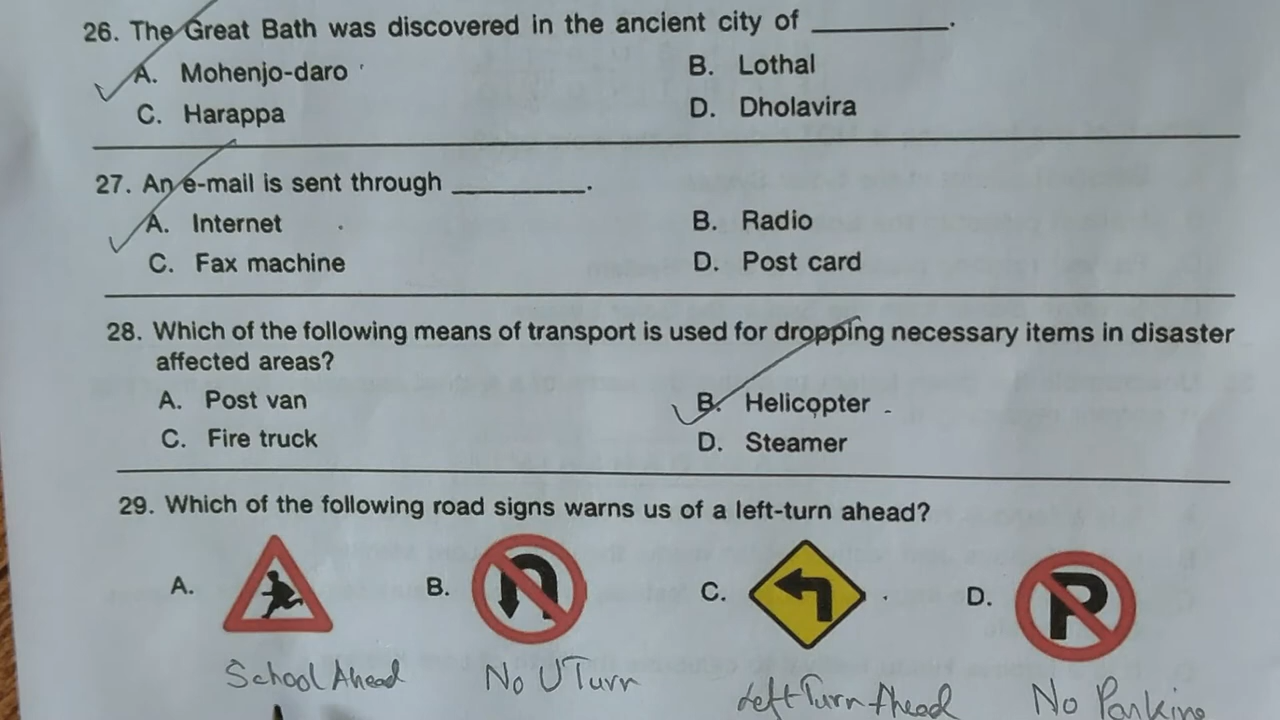 26. The Great Bath was discovered in the ancient city of ________.
A. Mohenjo-daro B. Lothal
C. Harappa D. Dholavira
27. An e-mail is sent through ________.
A. Internet B. Radio
C. Fax machine D. Post card
28. Which of the following means of transport is used for dropping necessary items in disaster
affected areas?
A. Post van B. Helicopter
C. Fire truck D. Steamer
29. Which of the following road signs warns us of a left-turn ahead?
A. B. C. D. P
School Ahead No U Turn Left Turn Ahead No Parking